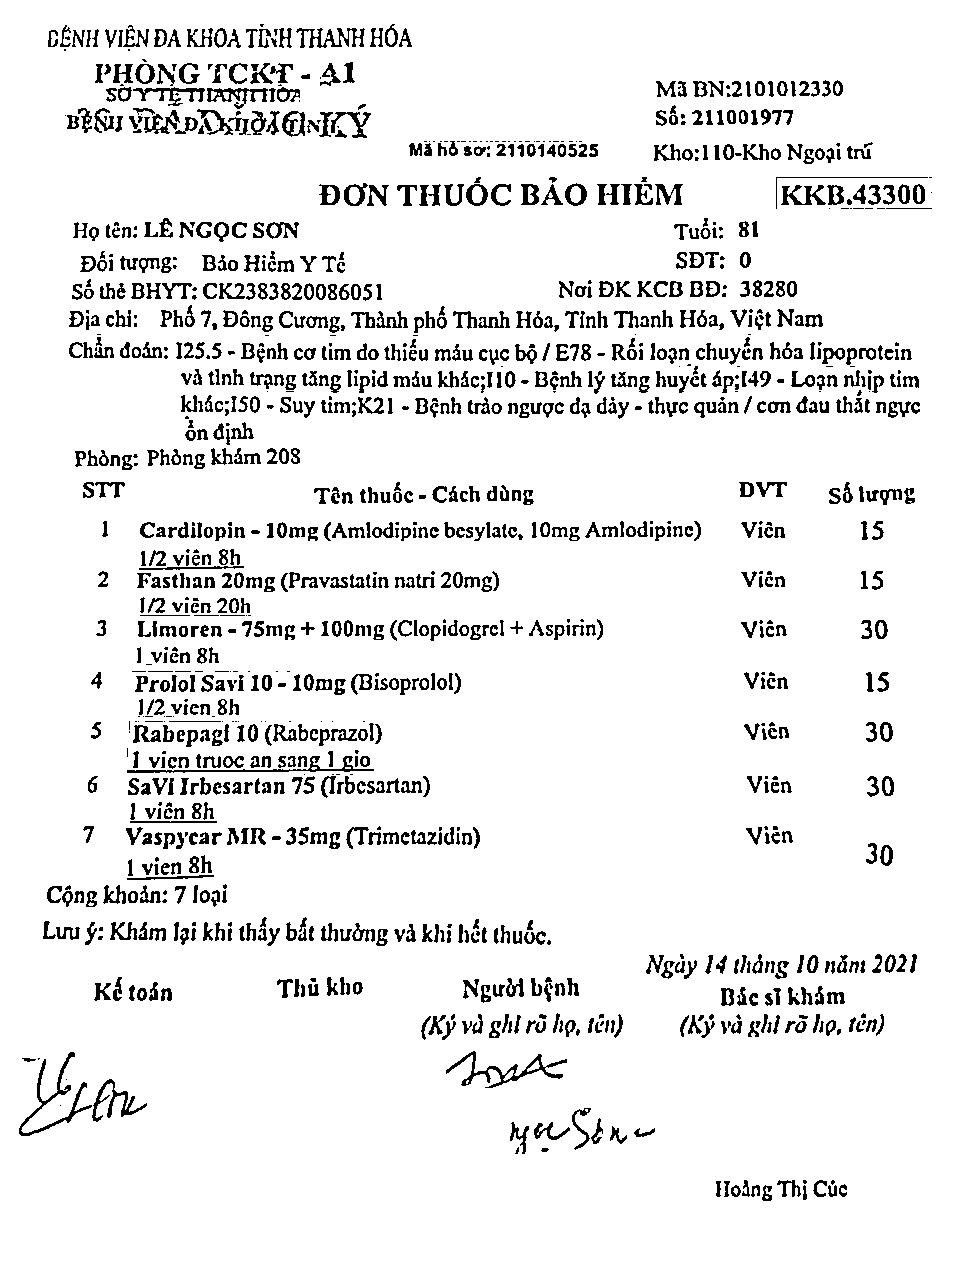 BỆNH VIỆN ĐA KHOA TỈNH THANH HÓA
PHÒNG TCKT - A1
SỞ Y TẾ THANH HÓA
Mã BN:2101012330
Số: 211001977
Mã hồ sơ: 2110140525
Kho:110-Kho Ngoại trú
ĐƠN THUỐC BẢO HIỂM
KKB.43300
Họ tên: LÊ NGỌC SƠN
Tuổi: 81
Đối tượng: Bảo Hiểm Y Tế
SĐT: 0
Số thẻ BHYT: CK2383820086051
Nơi ĐK KCB BĐ: 38280
Địa chỉ: Phố 7, Đông Cương, Thành phố Thanh Hóa, Tỉnh Thanh Hóa, Việt Nam
Chẩn đoán: I25.5 - Bệnh cơ tim do thiếu máu cục bộ / E78 - Rối loạn chuyển hóa lipoprotein
và tình trạng tăng lipid máu khác;I10 - Bệnh lý tăng huyết áp;I49 - Loạn nhịp tim
khác;I50 - Suy tim;K21 - Bệnh trào ngược dạ dày - thực quản / cơn đau thắt ngực
ổn định
Phòng: Phòng khám 208
STT Tên thuốc - Cách dùng ĐVT Số lượng
1 Cardilopin - 10mg (Amlodipine besylate, 10mg Amlodipine) Viên 15
1/2 viên 8h
2 Fasthan 20mg (Pravastatin natri 20mg) Viên 15
1/2 viên 20h
3 Limoren - 75mg + 100mg (Clopidogrel + Aspirin) Viên 30
1 viên 8h
4 Prolol Savi 10 - 10mg (Bisoprolol) Viên 15
1/2 vien 8h
5 Rabepagi 10 (Rabeprazol) Viên 30
1 vien truoc an sang 1 gio
6 SaVi Irbesartan 75 (Irbesartan) Viên 30
1 viên 8h
7 Vaspycar MR - 35mg (Trimetazidin) Viên 30
1 vien 8h
Cộng khoản: 7 loại
Lưu ý: Khám lại khi thấy bất thường và khi hết thuốc.
Ngày 14 tháng 10 năm 2021
Kế toán Thủ kho Người bệnh Bác sĩ khám
(Ký và ghi rõ họ, tên) (Ký và ghi rõ họ, tên)
Ngọc Sơn
Hoàng Thị Cúc